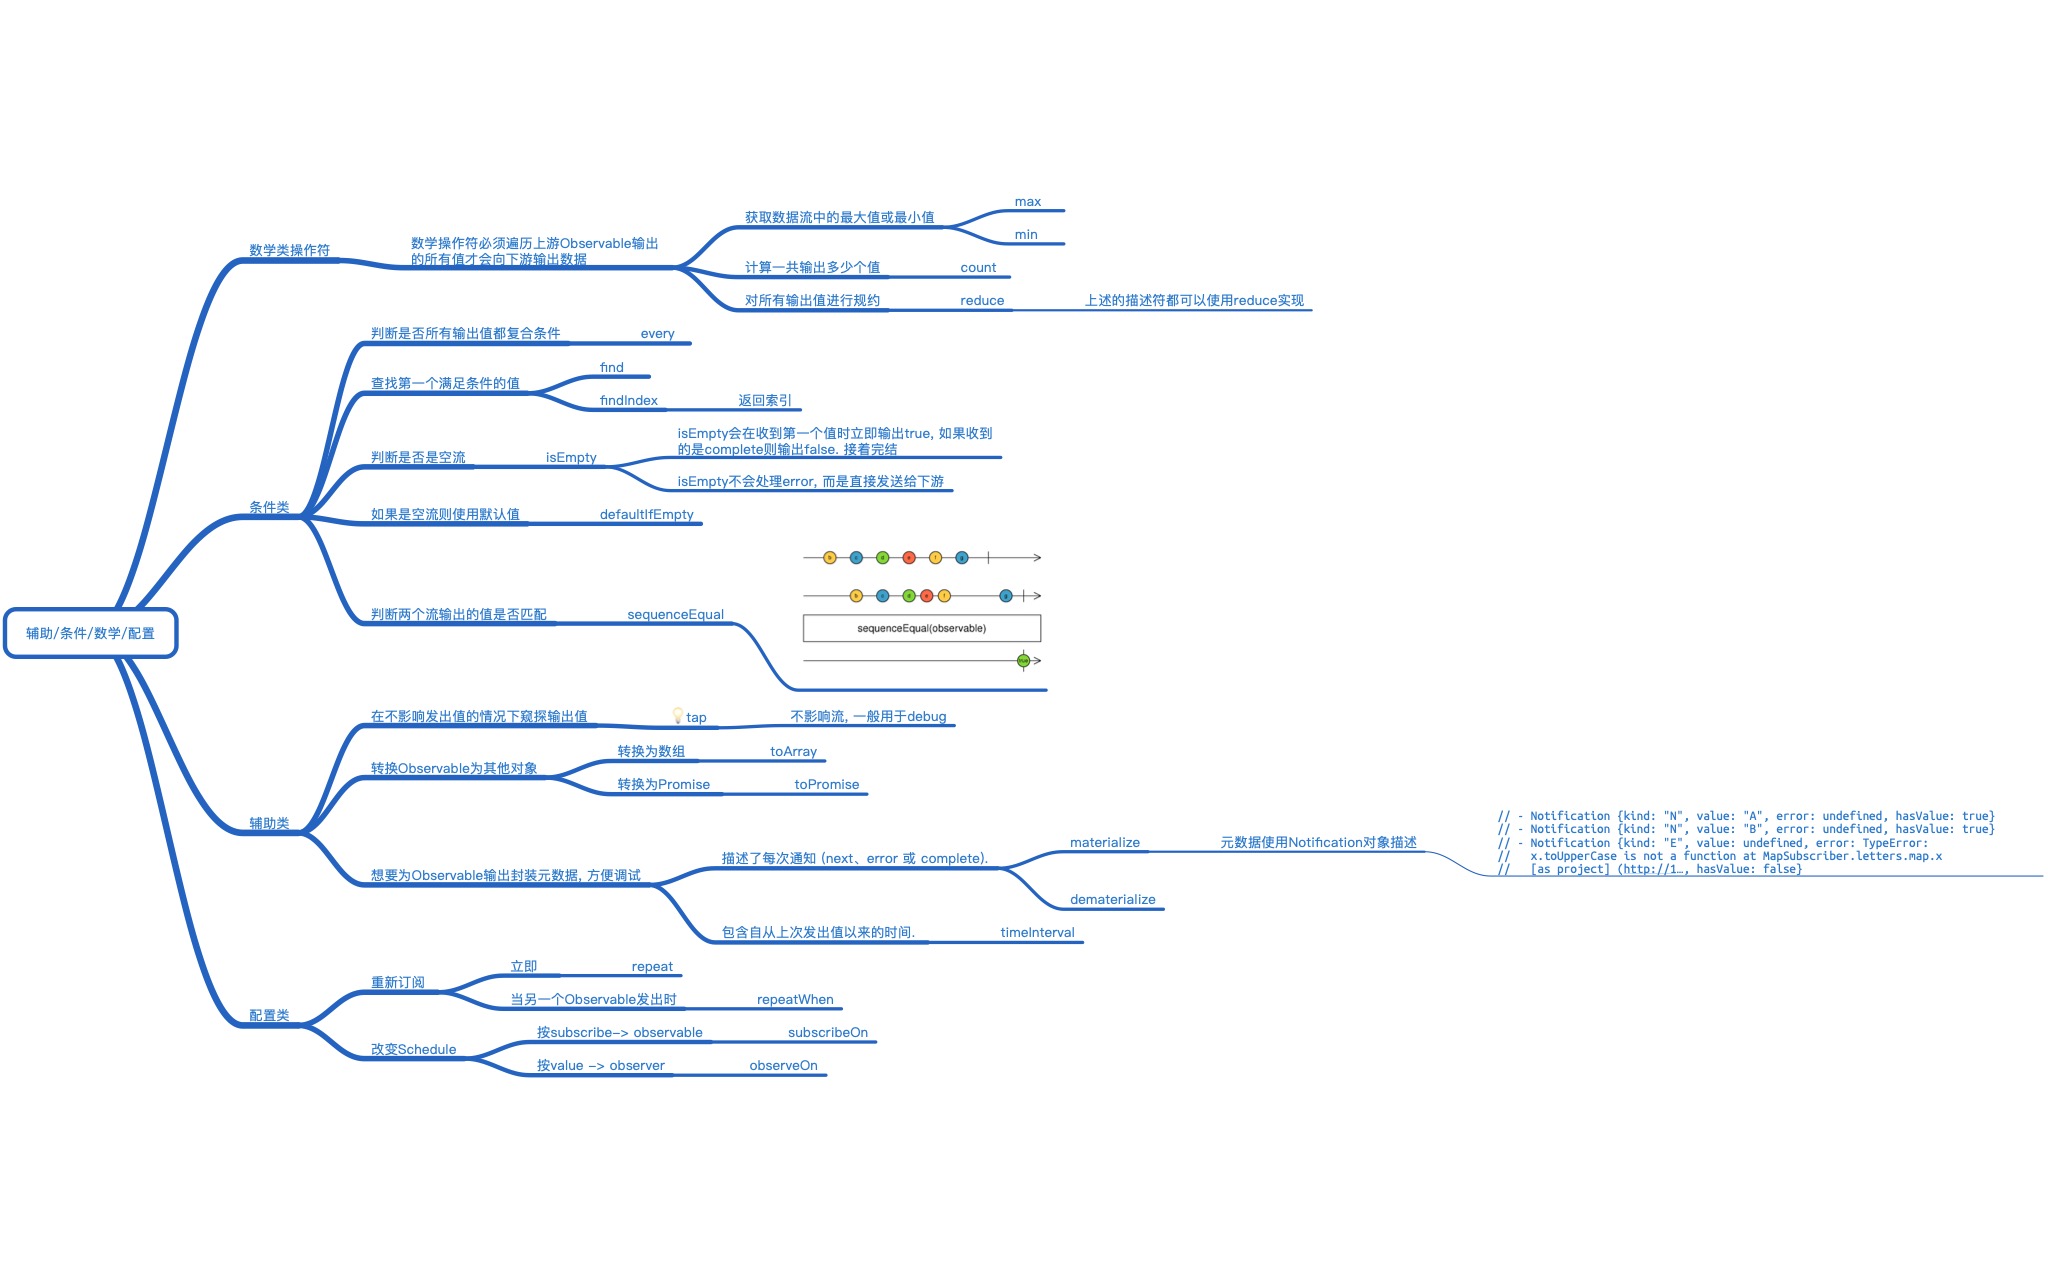 辅助/条件/数学/配置
数学类操作符
数学操作符必须遍历上游Observable输出
的所有值才会向下游输出数据
获取数据流中的最大值或最小值
max
min
计算一共输出多少个值
count
对所有输出值进行规约
reduce
上述的描述符都可以使用reduce实现
条件类
判断是否所有输出值都复合条件
every
查找第一个满足条件的值
find
findIndex
返回索引
判断是否是空流
isEmpty
isEmpty会在收到第一个值时立即输出true, 如果收到
的是complete则输出false. 接着完结
isEmpty不会处理error, 而是直接发送给下游
如果是空流则使用默认值
defaultIfEmpty
判断两个流输出的值是否匹配
sequenceEqual
b c d e f g
b c d e f g
sequenceEqual(observable)
true
辅助类
在不影响发出值的情况下窥探输出值
tap
不影响流, 一般用于debug
转换Observable为其他对象
转换为数组
toArray
转换为Promise
toPromise
想要为Observable输出封装元数据, 方便调试
描述了每次通知 (next、error 或 complete).
materialize
元数据使用Notification对象描述
// - Notification {kind: "N", value: "A", error: undefined, hasValue: true}
// - Notification {kind: "N", value: "B", error: undefined, hasValue: true}
// - Notification {kind: "E", value: undefined, error: TypeError:
//   x.toUpperCase is not a function at MapSubscriber.letters.map.x
//   [as project] (http://1…, hasValue: false}
dematerialize
包含自从上次发出值以来的时间.
timeInterval
配置类
重新订阅
立即
repeat
当另一个Observable发出时
repeatWhen
改变Schedule
按subscribe-> observable
subscribeOn
按value -> observer
observeOn